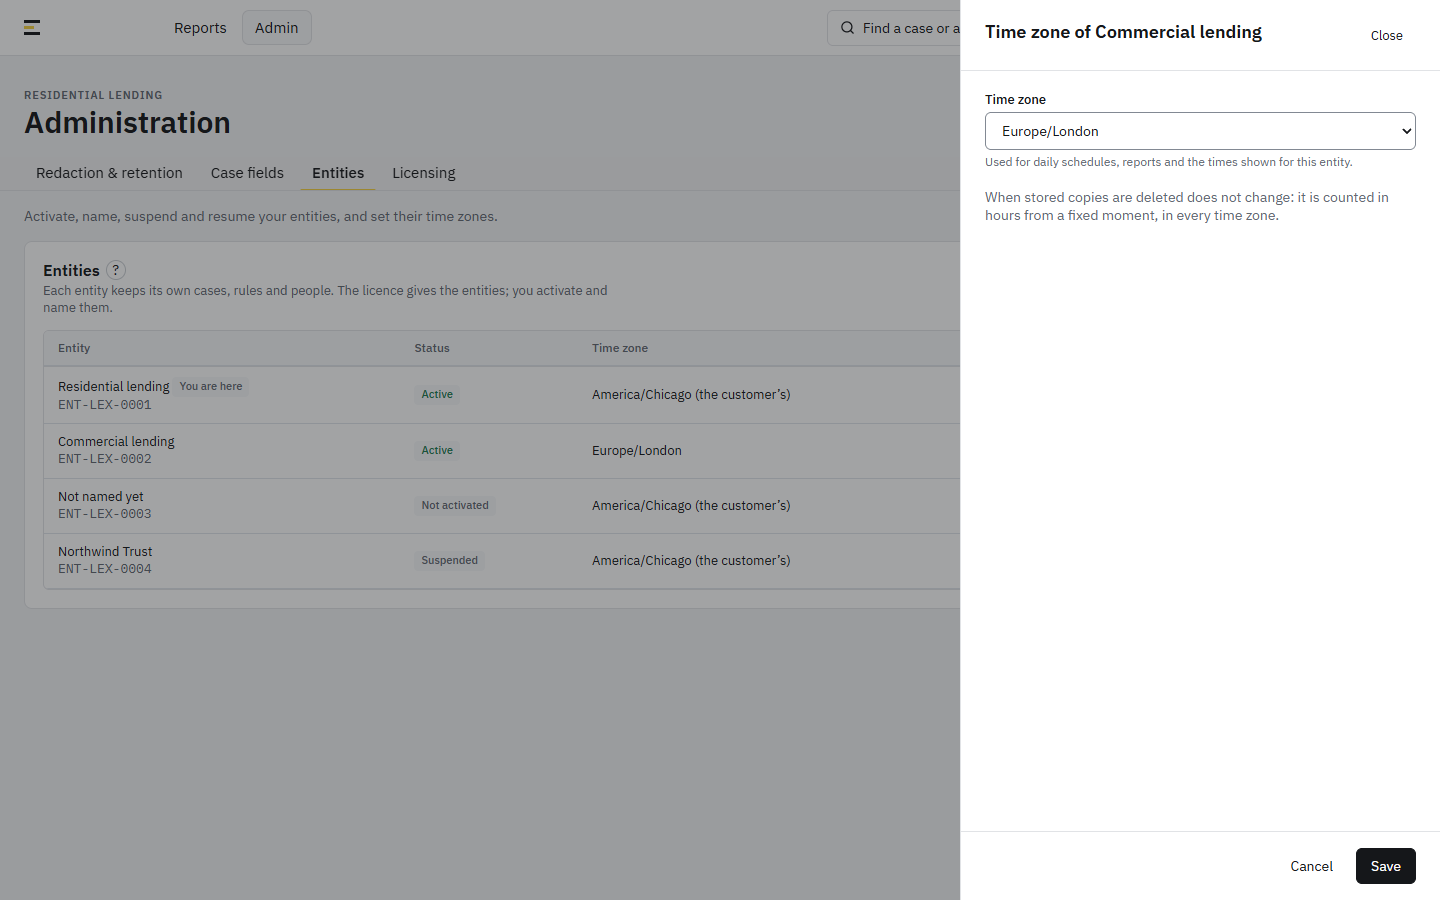 Reports
Admin
Find a case or a
RESIDENTIAL LENDING
Administration
Redaction & retention
Case fields
Entities
Licensing
Activate, name, suspend and resume your entities, and set their time zones.
Entities ?
Each entity keeps its own cases, rules and people. The licence gives the entities; you activate and
name them.
Entity Status Time zone
Residential lending You are here
ENT-LEX-0001
Active
America/Chicago (the customer’s)
Commercial lending
ENT-LEX-0002
Active
Europe/London
Not named yet
ENT-LEX-0003
Not activated
America/Chicago (the customer’s)
Northwind Trust
ENT-LEX-0004
Suspended
America/Chicago (the customer’s)
Time zone of Commercial lending
Close
Time zone
Europe/London
Used for daily schedules, reports and the times shown for this entity.
When stored copies are deleted does not change: it is counted in
hours from a fixed moment, in every time zone.
Cancel
Save